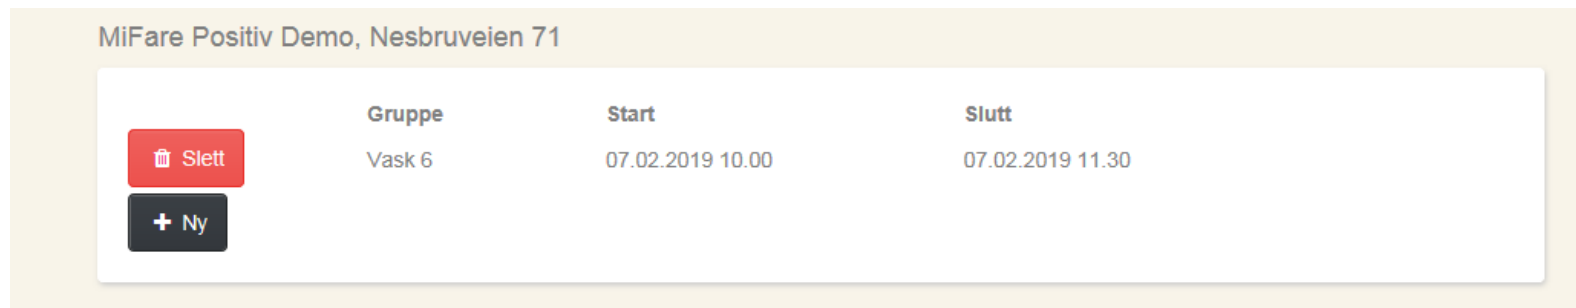 MiFare Positiv Demo, Nesbruveien 71
Gruppe Start Slutt
Slett Vask 6 07.02.2019 10.00 07.02.2019 11.30
Ny